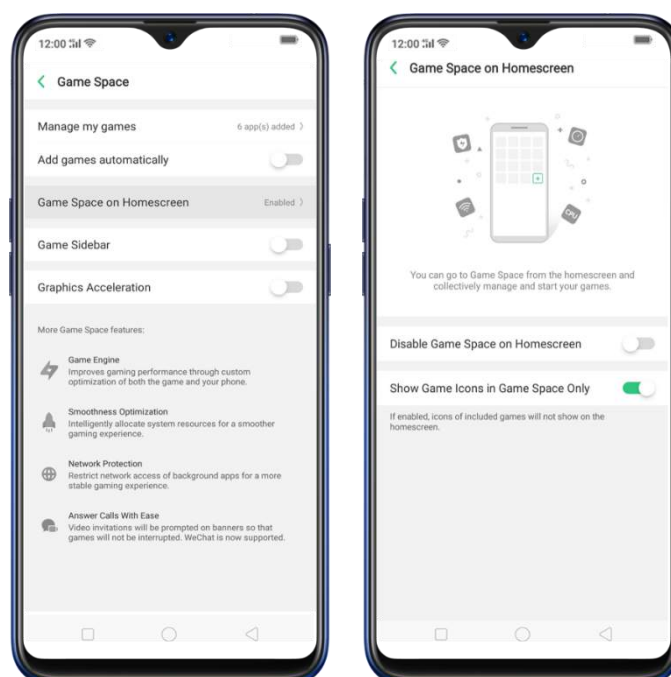 12:00
Game Space
Manage my games 6 app(s) added
Add games automatically
Game Space on Homescreen Enabled
Game Sidebar
Graphics Acceleration
More Game Space features:
Game Engine
Improves gaming performance through custom
optimization of both the game and your phone.
Smoothness Optimization
Intelligently allocate system resources for a smoother
gaming experience.
Network Protection
Restrict network access of background apps for a more
stable gaming experience.
Answer Calls With Ease
Video invitations will be prompted on banners so that
games will not be interrupted. WeChat is now supported.
12:00
Game Space on Homescreen
CPU
You can go to Game Space from the homescreen and
collectively manage and start your games.
Disable Game Space on Homescreen
Show Game Icons in Game Space Only
If enabled, icons of included games will not show on the
homescreen.